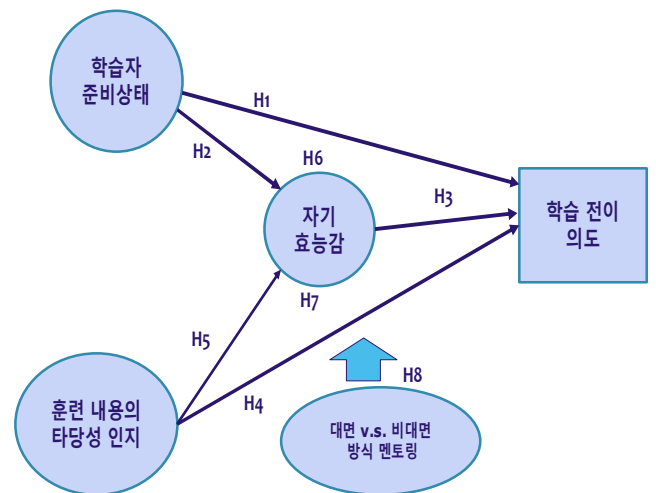 학습자
준비상태
H1
H2
H6
자기
효능감
H3
학습 전이
의도
H7
H5
H4
H8
훈련 내용의
타당성 인지
대면 v.s. 비대면
방식 멘토링